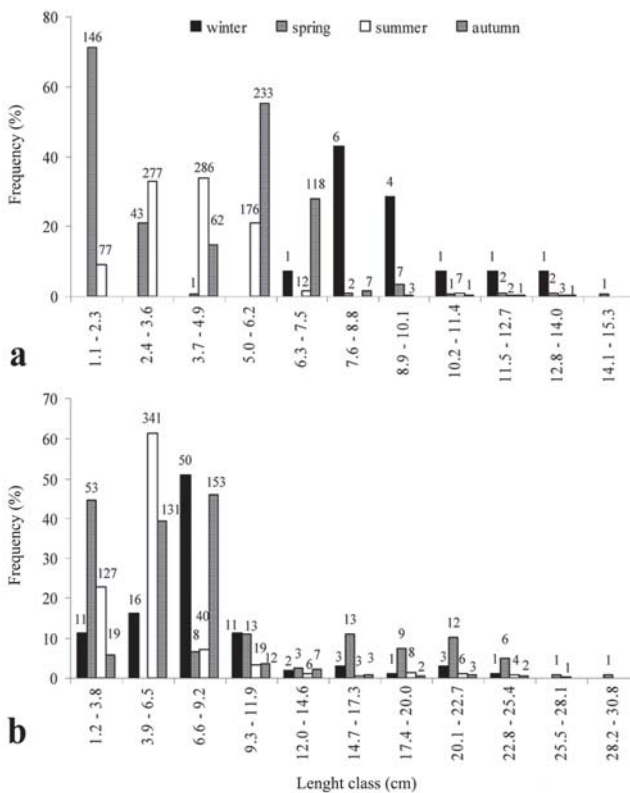 winter spring summer autumn
80
60
40
20
0
Frequency (%)
146
77
43
277
1
286
62
176
233
1
12
118
6
2
7
4
7
3
1
1
7
1
1
2
2
1
1
2
3
1
1
1.1 - 2.3
2.4 - 3.6
3.7 - 4.9
5.0 - 6.2
6.3 - 7.5
7.6 - 8.8
8.9 - 10.1
10.2 - 11.4
11.5 - 12.7
12.8 - 14.0
14.1 - 15.3
a
70
60
50
40
30
20
10
0
Frequency (%)
11
53
127
19
16
341
131
50
8
40
153
11
13
19
12
2
3
6
7
3
13
3
3
1
9
8
2
3
12
6
3
1
6
4
2
1
1
1
1.2 - 3.8
3.9 - 6.5
6.6 - 9.2
9.3 - 11.9
12.0 - 14.6
14.7 - 17.3
17.4 - 20.0
20.1 - 22.7
22.8 - 25.4
25.5 - 28.1
28.2 - 30.8
b
Lenght class (cm)